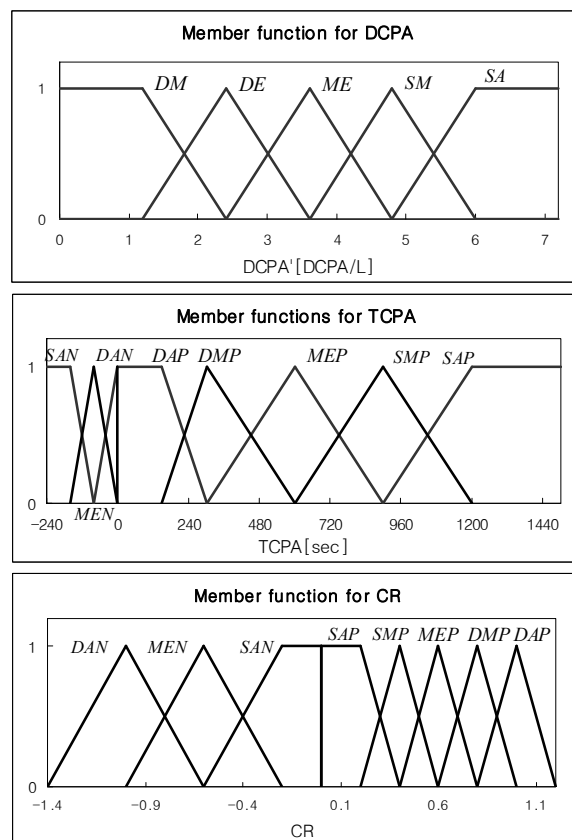 Member function for DCPA
DM DE ME SM SA
1
0
0 1 2 3 4 5 6 7
DCPA'[DCPA/L]
Member functions for TCPA
SAN DAN DAP DMP MEP SMP SAP
1
0
MEN
-240 0 240 480 720 960 1200 1440
TCPA[sec]
Member function for CR
DAN MEN SAN SAP SMP MEP DMP DAP
1
0
-1.4 -0.9 -0.4 0.1 0.6 1.1
CR